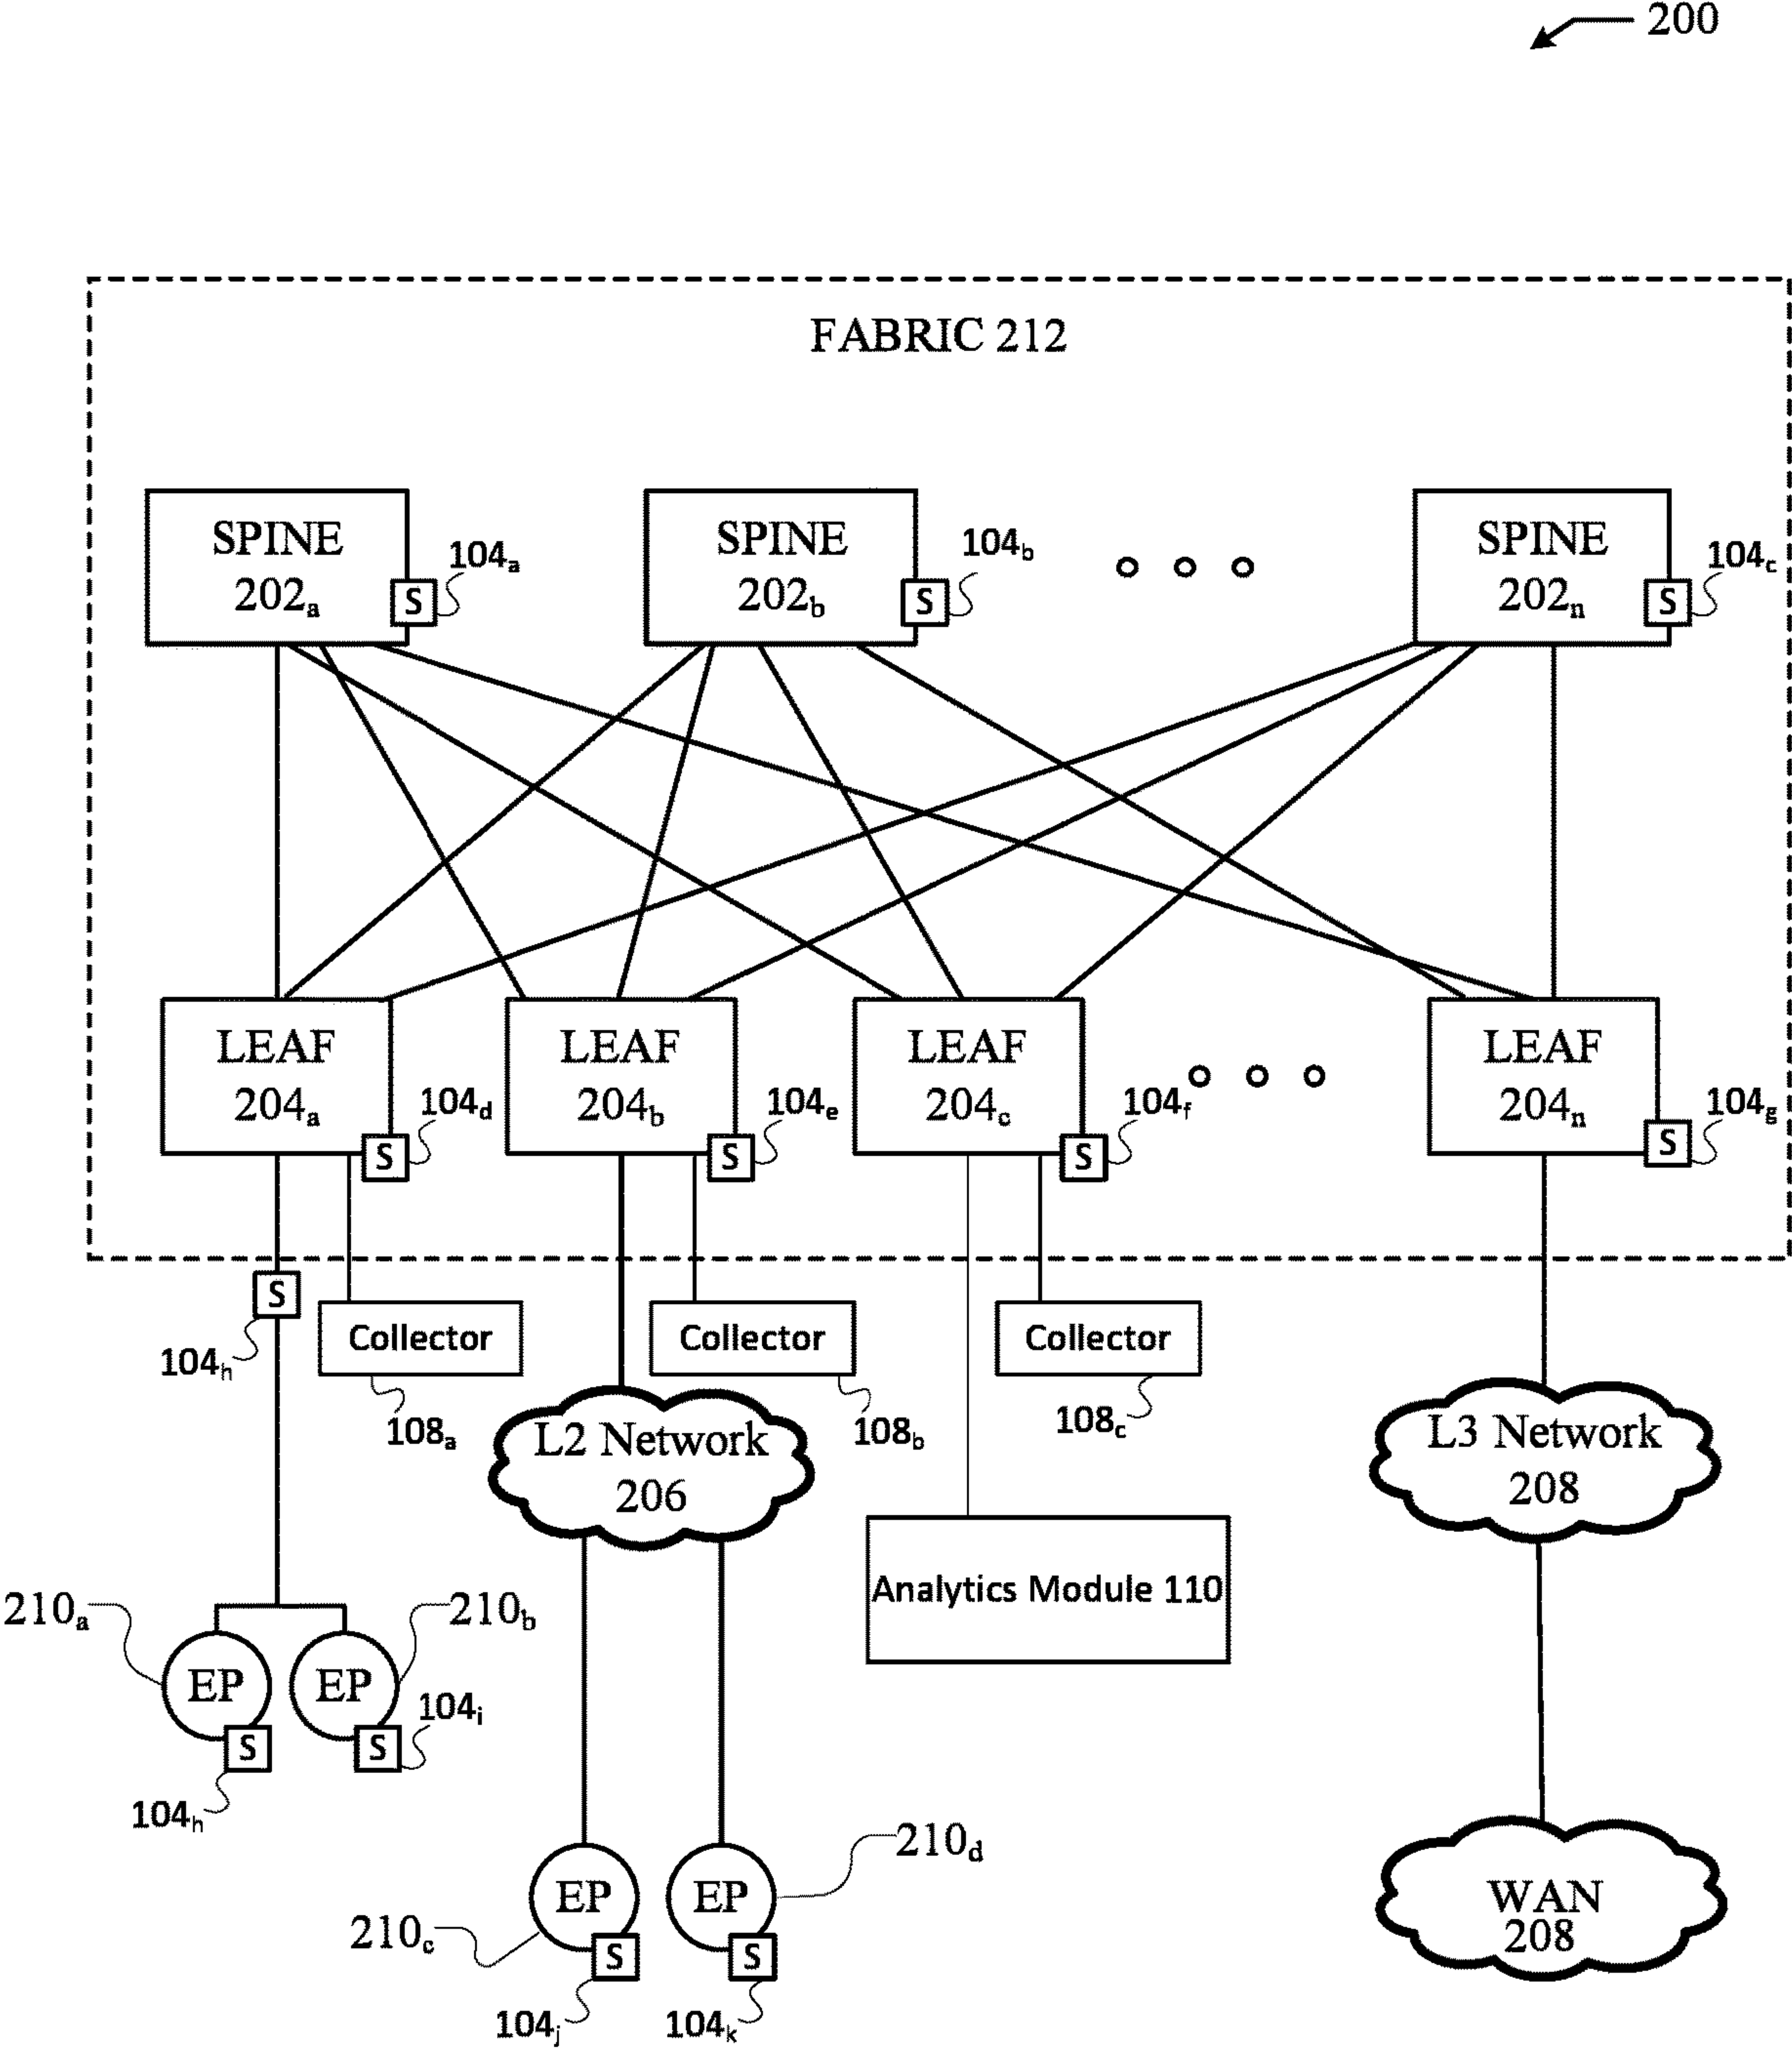 200
FABRIC 212
SPINE
202a
S
104a
SPINE
202b
S
104b
SPINE
202n
S
104c
LEAF
204a
S
104d
LEAF
204b
S
104e
LEAF
204c
S
104f
LEAF
204n
S
104g
S
104h
Collector
108a
Collector
108b
Collector
108c
L2 Network
206
L3 Network
208
Analytics Module 110
210a
EP
S
104h
210b
EP
S
104i
210c
EP
S
104j
210d
EP
S
104k
WAN
208